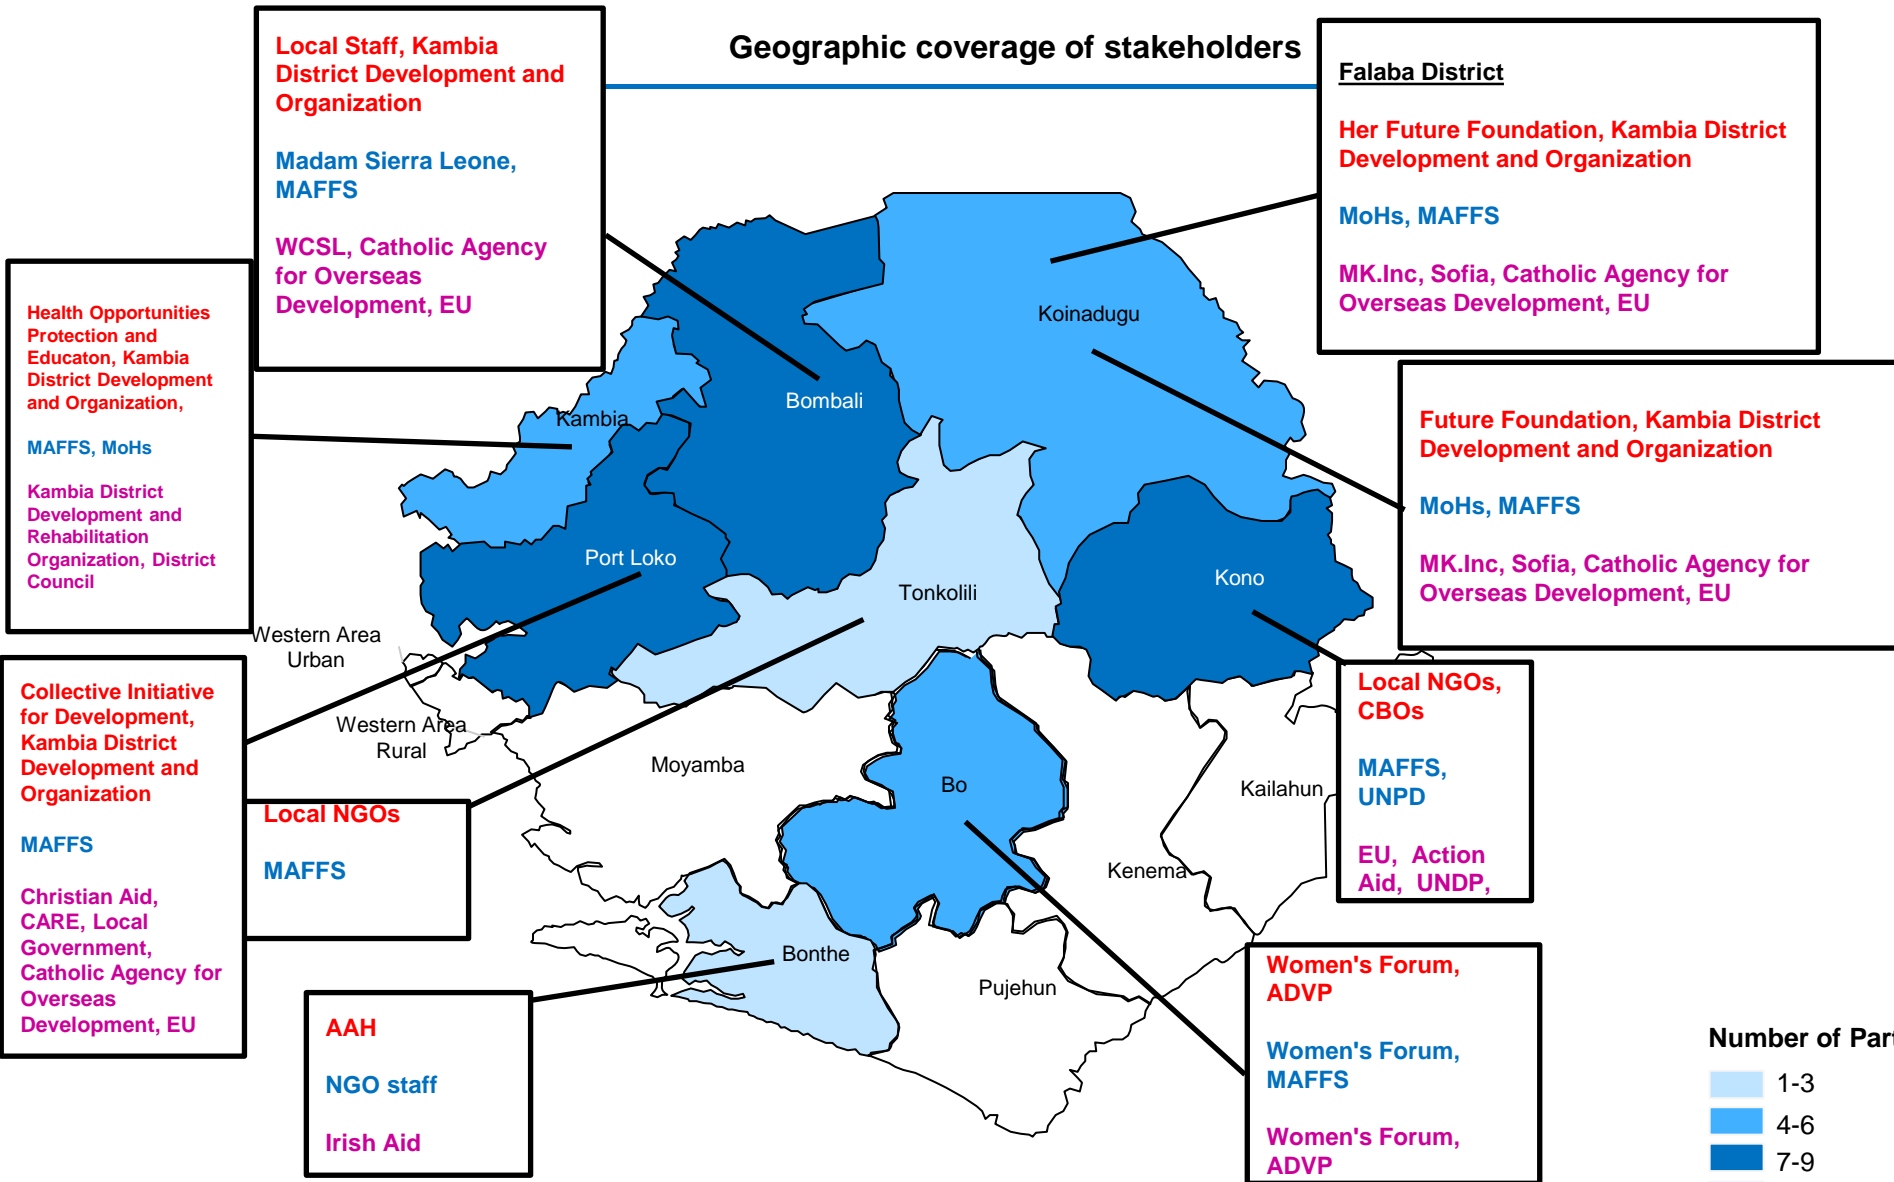 Geographic coverage of stakeholders
Local Staff, Kambia
District Development and
Organization
Madam Sierra Leone,
MAFFS
WCSL, Catholic Agency
for Overseas
Development, EU
Falaba District
Her Future Foundation, Kambia District
Development and Organization
MoHs, MAFFS
MK.Inc, Sofia, Catholic Agency for
Overseas Development, EU
Health Opportunities
Protection and
Educaton, Kambia
District Development
and Organization,
MAFFS, MoHs
Kambia District
Development and
Rehabilitation
Organization, District
Council
Future Foundation, Kambia District
Development and Organization
MoHs, MAFFS
MK.Inc, Sofia, Catholic Agency for
Overseas Development, EU
Koinadugu
Bombali
Kambia
Port Loko
Tonkolili
Kono
Western Area
Urban
Western Area
Rural
Moyamba
Bo
Kailahun
Kenema
Bonthe
Pujehun
Collective Initiative
for Development,
Kambia District
Development and
Organization
MAFFS
Christian Aid,
CARE, Local
Government,
Catholic Agency for
Overseas
Development, EU
Local NGOs
MAFFS
AAH
NGO staff
Irish Aid
Local NGOs,
CBOs
MAFFS,
UNPD
EU, Action
Aid, UNDP,
Women's Forum,
ADVP
Women's Forum,
MAFFS
Women's Forum,
ADVP
Number of Part
1-3
4-6
7-9